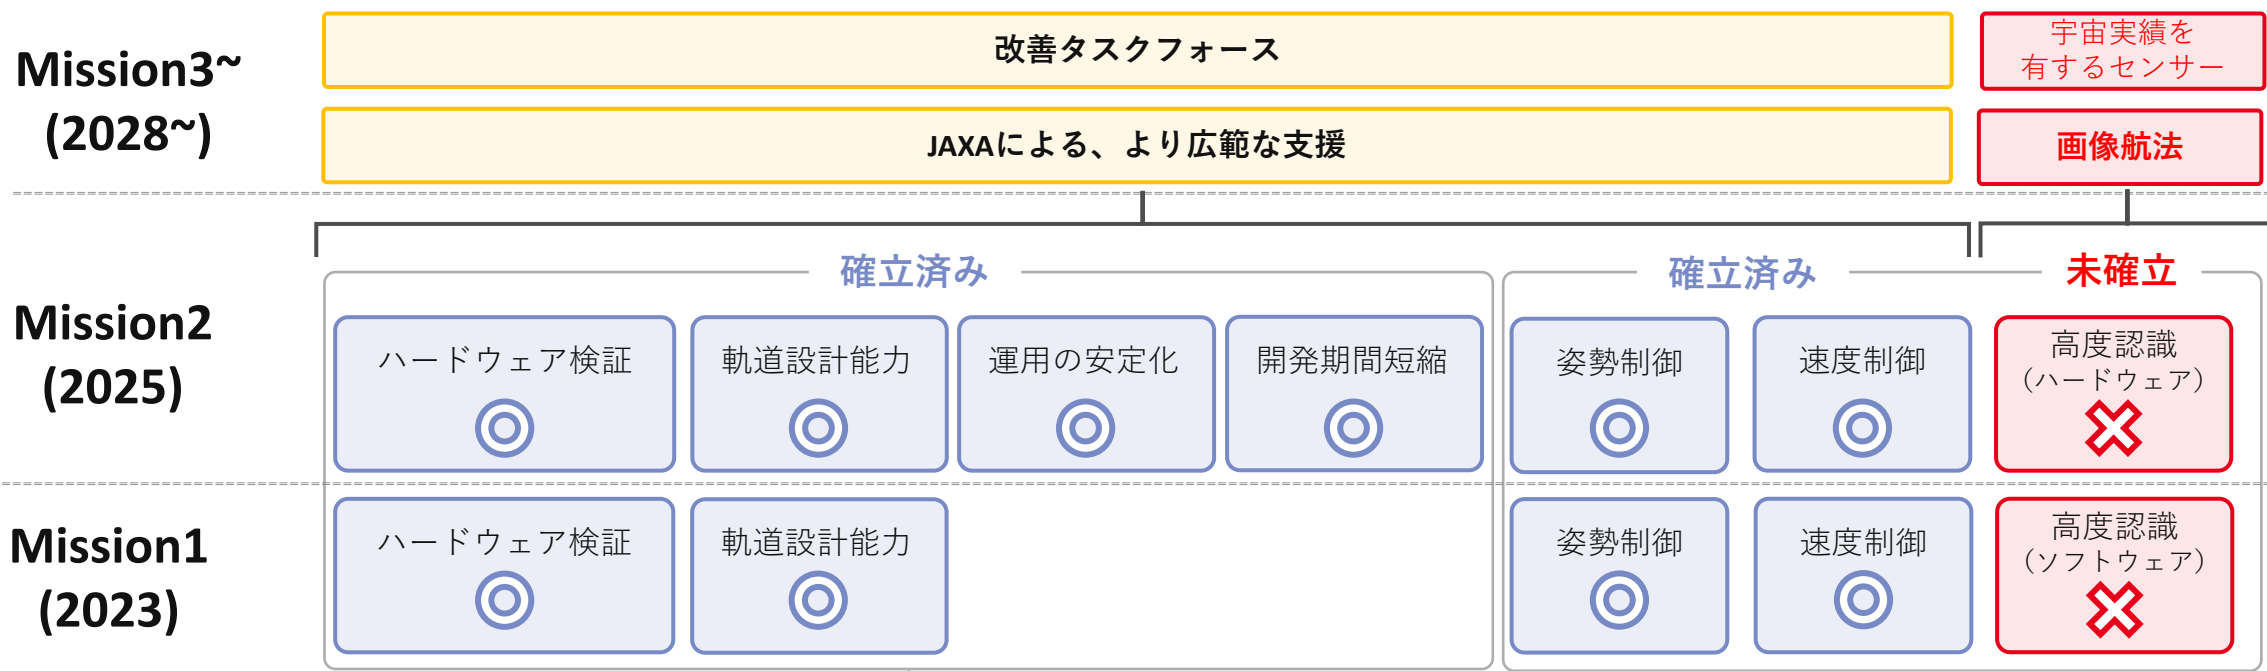 Mission3~
(2028~)
改善タスクフォース
宇宙実績を
有するセンサー
JAXAによる、より広範な支援
画像航法
Mission2
(2025)
確立済み
確立済み
未確立
ハードウェア検証
軌道設計能力
運用の安定化
開発期間短縮
姿勢制御
速度制御
高度認識
（ハードウェア）
Mission1
(2023)
ハードウェア検証
軌道設計能力
姿勢制御
速度制御
高度認識
（ソフトウェア）